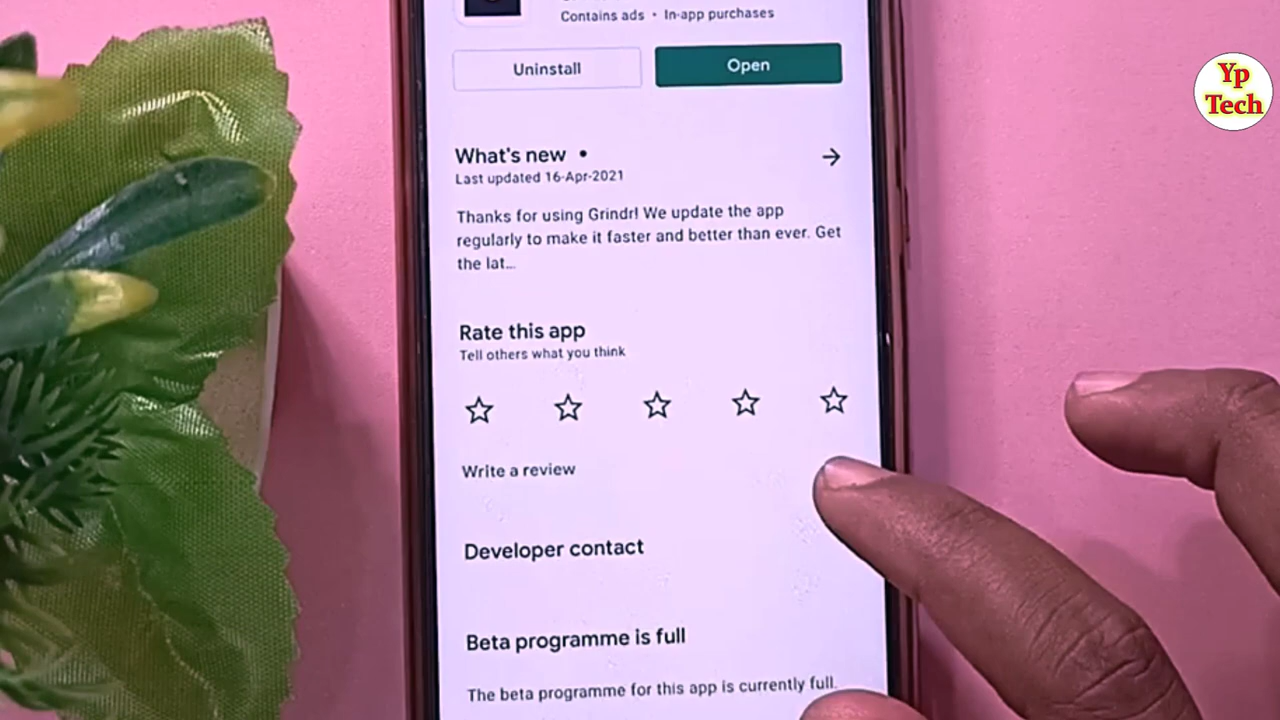 Contains ads • In-app purchases
Uninstall
Open
Yp
Tech
What's new •
Last updated 16-Apr-2021
Thanks for using Grindr! We update the app
regularly to make it faster and better than ever. Get
the lat...
Rate this app
Tell others what you think
Write a review
Developer contact
Beta programme is full
The beta programme for this app is currently full.